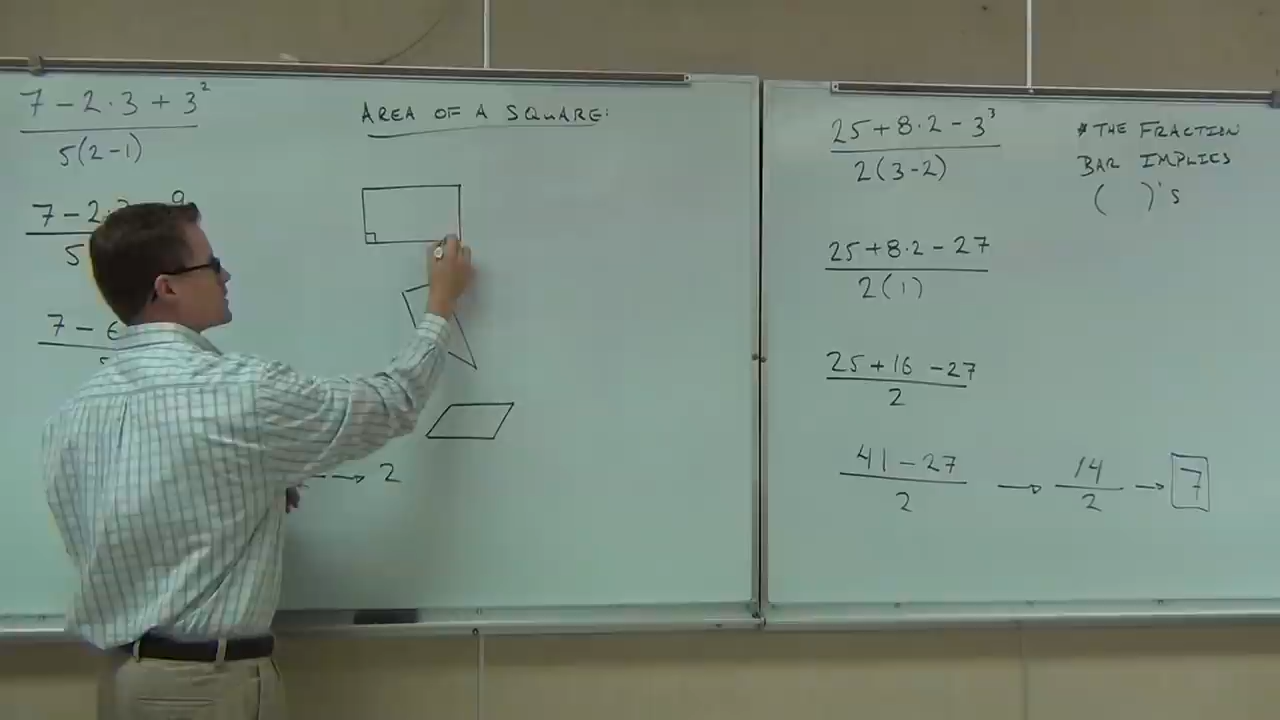 7 - 2 · 3 + 3²
5(2-1)
7 - 2 · 9
5
7 - 6
→ 2
AREA OF A SQUARE:
25 + 8 · 2 - 3³
2(3-2)
25 + 8 · 2 - 27
2(1)
25 + 16 - 27
2
41 - 27
2
→ 14
2
→ 7
* THE FRACTION
BAR IMPLIES
( )'s